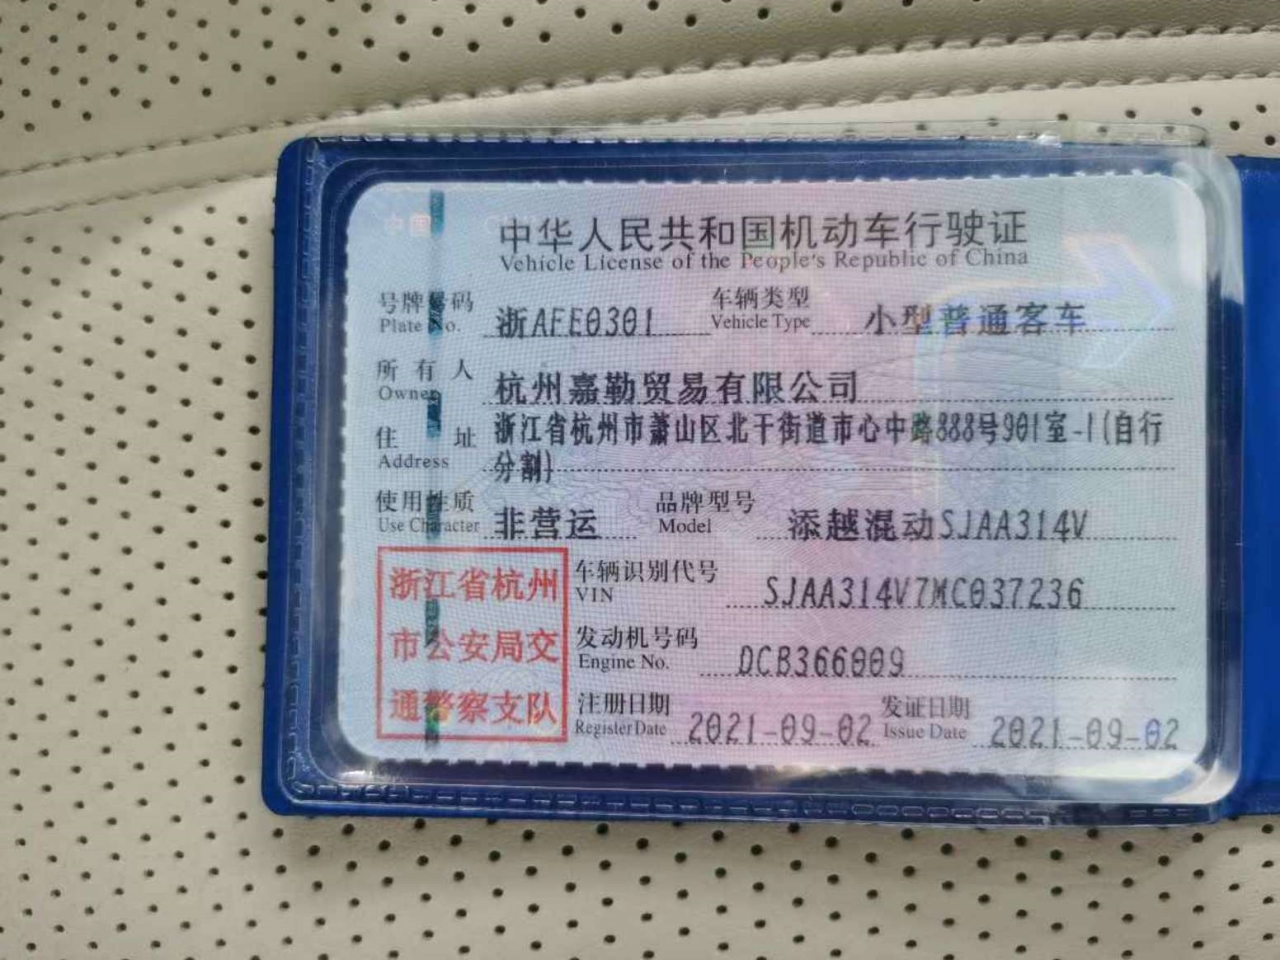 中国
中华人民共和国机动车行驶证
Vehicle License of the People's Republic of China
号牌号码 浙AFE0301 车辆类型 小型普通客车
Plate No. Vehicle Type
所有人 杭州嘉勒贸易有限公司
Owner
住址 浙江省杭州市萧山区北干街道市心中路888号901室-1(自行
Address 分割)
使用性质 非营运 品牌型号 添越混动SJAA314V
Use Character Model
浙江省杭州
市公安局交
通警察支队
车辆识别代号 SJAA314V7MC037236
VIN
发动机号码 DCB366009
Engine No.
注册日期 2021-09-02 发证日期 2021-09-02
Register Date Issue Date